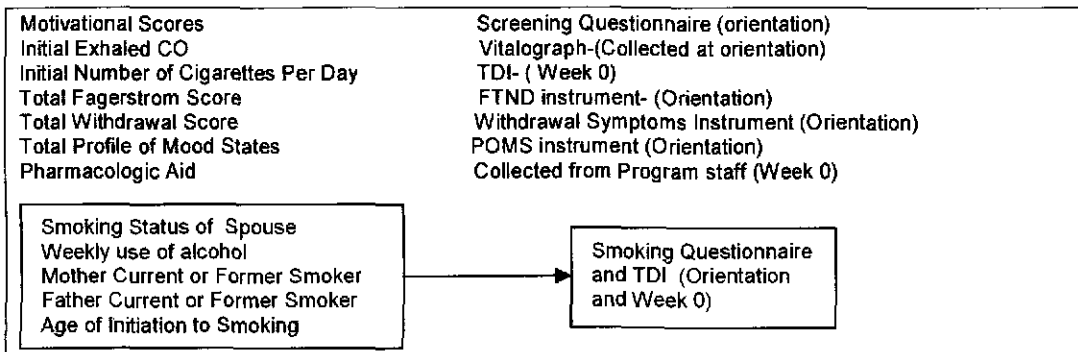 Motivational Scores Screening Questionnaire (orientation)
Initial Exhaled CO Vitalograph-(Collected at orientation)
Initial Number of Cigarettes Per Day TDI- ( Week 0)
Total Fagerstrom Score FTND instrument- (Orientation)
Total Withdrawal Score Withdrawal Symptoms Instrument (Orientation)
Total Profile of Mood States POMS instrument (Orientation)
Pharmacologic Aid Collected from Program staff (Week 0)
Smoking Status of Spouse
Weekly use of alcohol
Mother Current or Former Smoker
Father Current or Former Smoker
Age of Initiation to Smoking
Smoking Questionnaire
and TDI (Orientation
and Week 0)